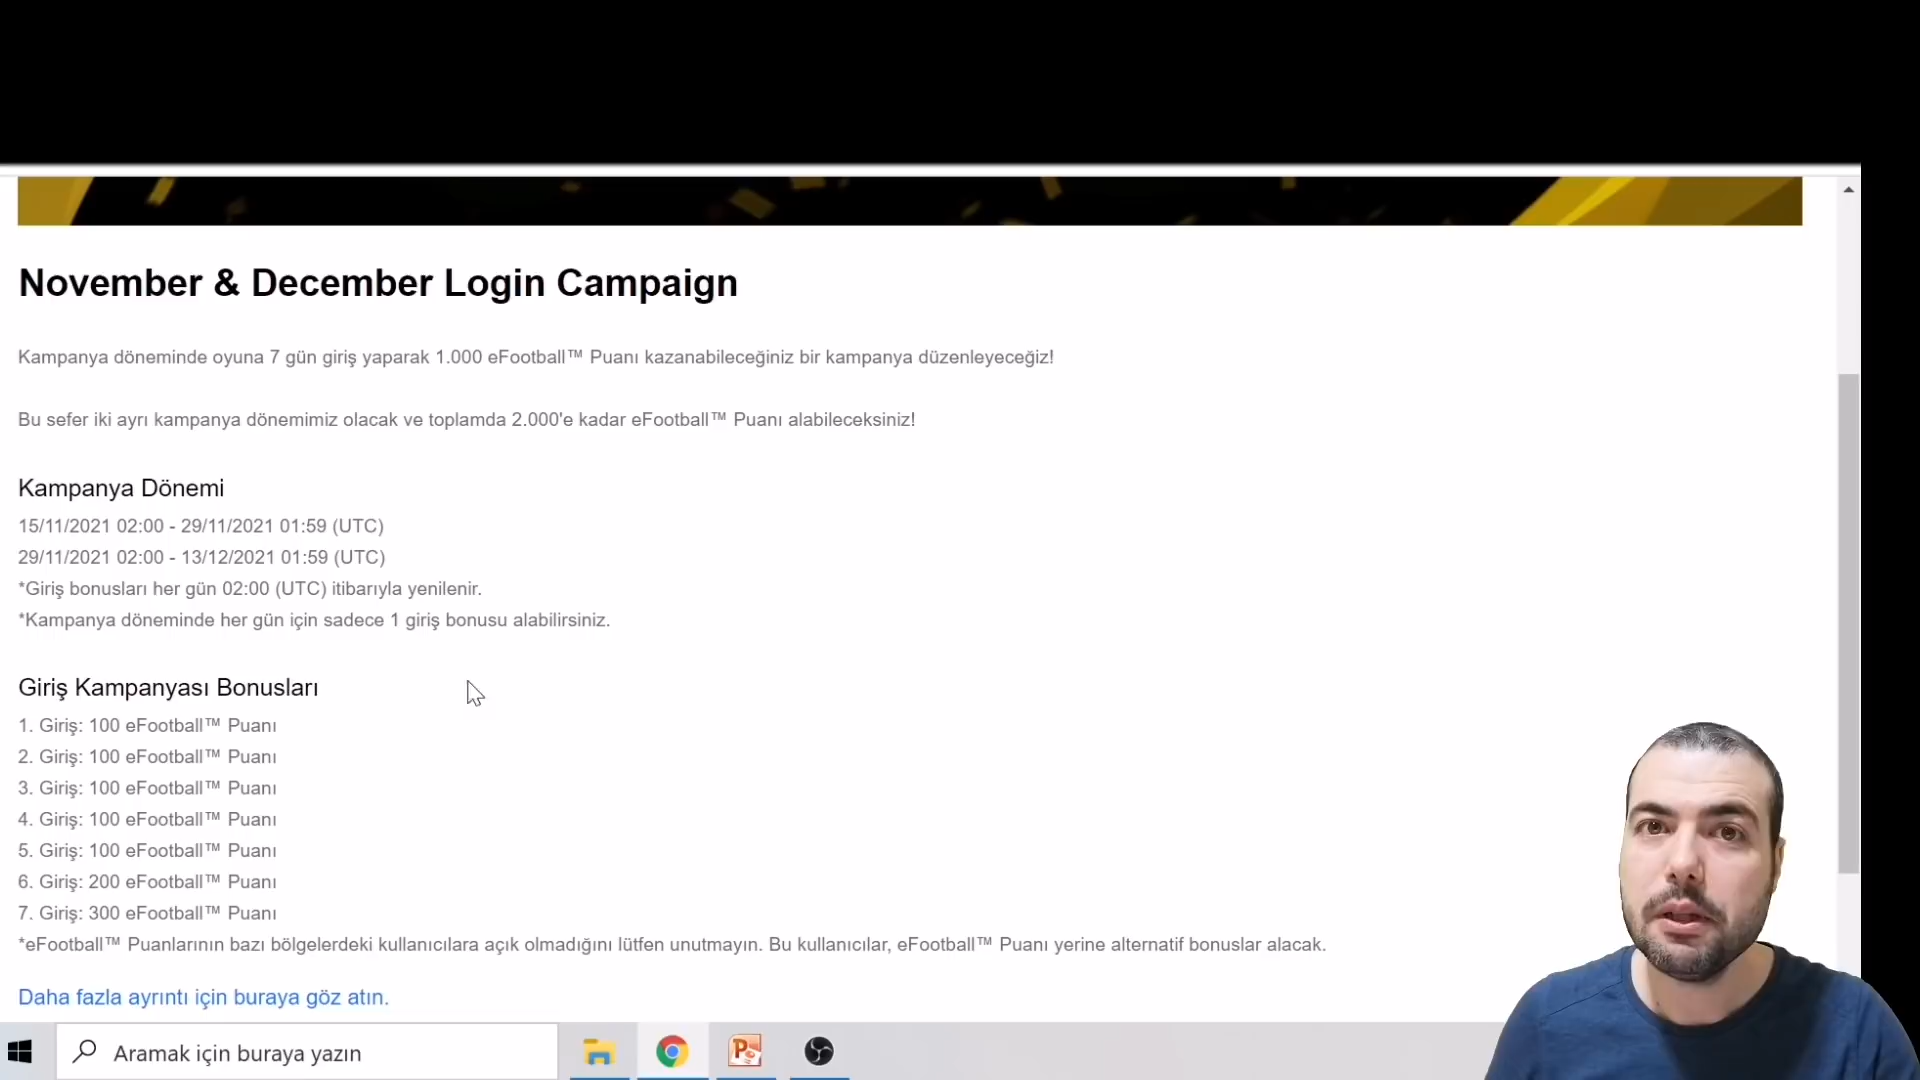 November & December Login Campaign
Kampanya döneminde oyuna 7 gün giriş yaparak 1.000 eFootball™ Puanı kazanabileceğiniz bir kampanya düzenleyeceğiz!
Bu sefer iki ayrı kampanya dönemimiz olacak ve toplamda 2.000'e kadar eFootball™ Puanı alabileceksiniz!
Kampanya Dönemi
15/11/2021 02:00 - 29/11/2021 01:59 (UTC)
29/11/2021 02:00 - 13/12/2021 01:59 (UTC)
*Giriş bonusları her gün 02:00 (UTC) itibarıyla yenilenir.
*Kampanya döneminde her gün için sadece 1 giriş bonusu alabilirsiniz.
Giriş Kampanyası Bonusları
1. Giriş: 100 eFootball™ Puanı
2. Giriş: 100 eFootball™ Puanı
3. Giriş: 100 eFootball™ Puanı
4. Giriş: 100 eFootball™ Puanı
5. Giriş: 100 eFootball™ Puanı
6. Giriş: 200 eFootball™ Puanı
7. Giriş: 300 eFootball™ Puanı
*eFootball™ Puanlarının bazı bölgelerdeki kullanıcılara açık olmadığını lütfen unutmayın. Bu kullanıcılar, eFootball™ Puanı yerine alternatif bonuslar alacak.
Daha fazla ayrıntı için buraya göz atın.
Aramak için buraya yazın
P